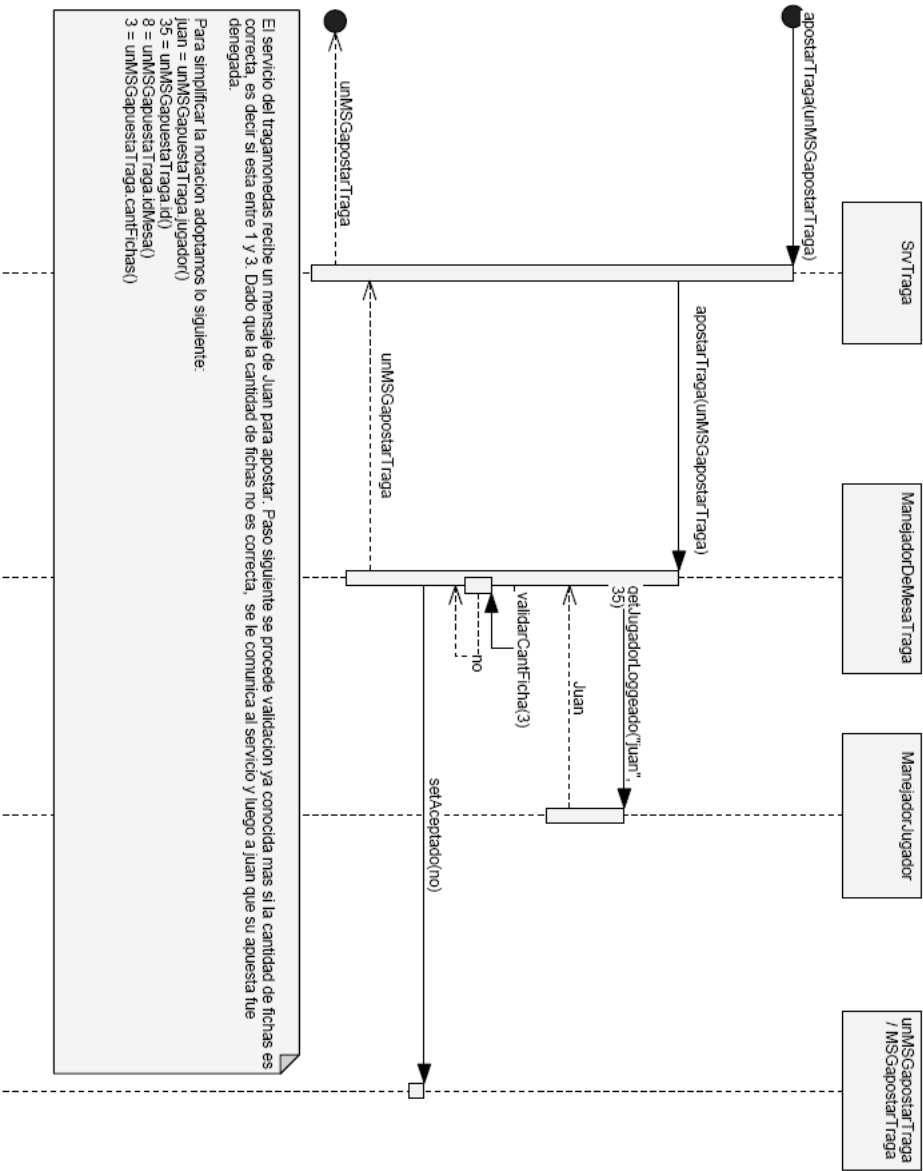 SrvTraga
ManejadorDeMesaTraga
ManejadorJugador
unMSGapostarTraga
/ MSGapostarTraga
apostarTraga(unMSGapostarTraga)
apostarTraga(unMSGapostarTraga)
getJugadorLoggeado("juan",
35)
Juan
validarCantFicha(3)
no
setAceptado(no)
unMSGapostarTraga
unMSGapostarTraga
El servicio del tragamonedas recibe un mensaje de Juan para apostar. Paso siguiente se procede validacion ya conocida mas si la cantidad de fichas es
correcta, es decir si esta entre 1 y 3. Dado que la cantidad de fichas no es correcta, se le comunica al servicio y luego a juan que su apuesta fue
denegada.
Para simplificar la notacion adoptamos lo siguiente:
juan = unMSGapuestaTraga.jugador()
35 = unMSGapuestaTraga.id()
8 = unMSGapuestaTraga.idMesa()
3 = unMSGapuestaTraga.cantFichas()